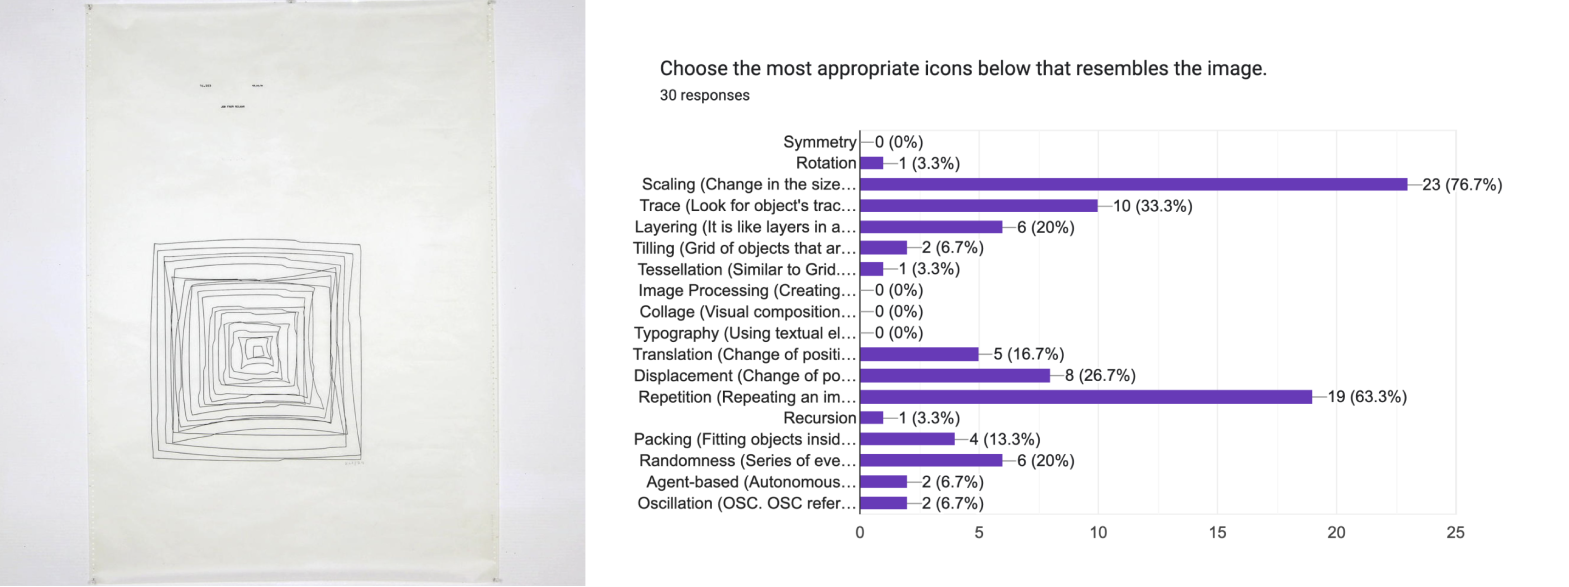 Choose the most appropriate icons below that resembles the image.
30 responses
Symmetry 0 (0%)
Rotation 1 (3.3%)
Scaling (Change in the size... 23 (76.7%)
Trace (Look for object's trac... 10 (33.3%)
Layering (It is like layers in a... 6 (20%)
Tilling (Grid of objects that ar... 2 (6.7%)
Tessellation (Similar to Grid.... 1 (3.3%)
Image Processing (Creating... 0 (0%)
Collage (Visual composition... 0 (0%)
Typography (Using textual el... 0 (0%)
Translation (Change of positi... 5 (16.7%)
Displacement (Change of po... 8 (26.7%)
Repetition (Repeating an im... 19 (63.3%)
Recursion 1 (3.3%)
Packing (Fitting objects insid... 4 (13.3%)
Randomness (Series of eve... 6 (20%)
Agent-based (Autonomous... 2 (6.7%)
Oscillation (OSC. OSC refer... 2 (6.7%)
0 5 10 15 20 25